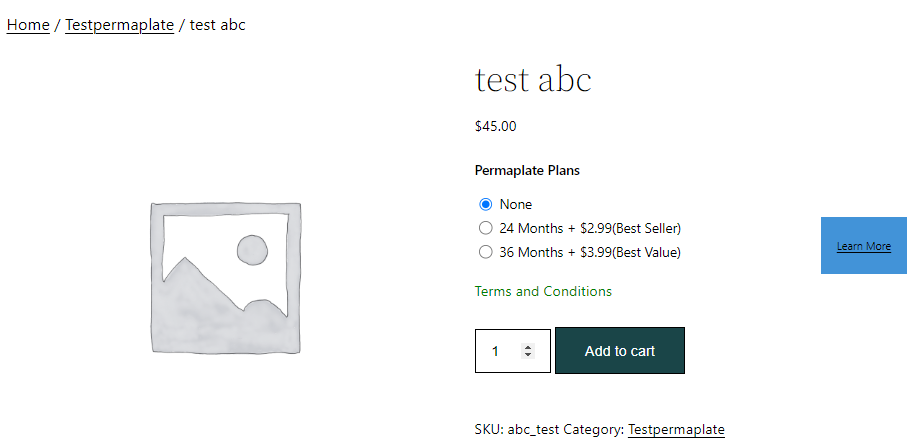 Home / Testpermaplate / test abc
test abc
$45.00
Permaplate Plans
None
24 Months + $2.99(Best Seller)
36 Months + $3.99(Best Value)
Learn More
Terms and Conditions
1
Add to cart
SKU: abc_test Category: Testpermaplate